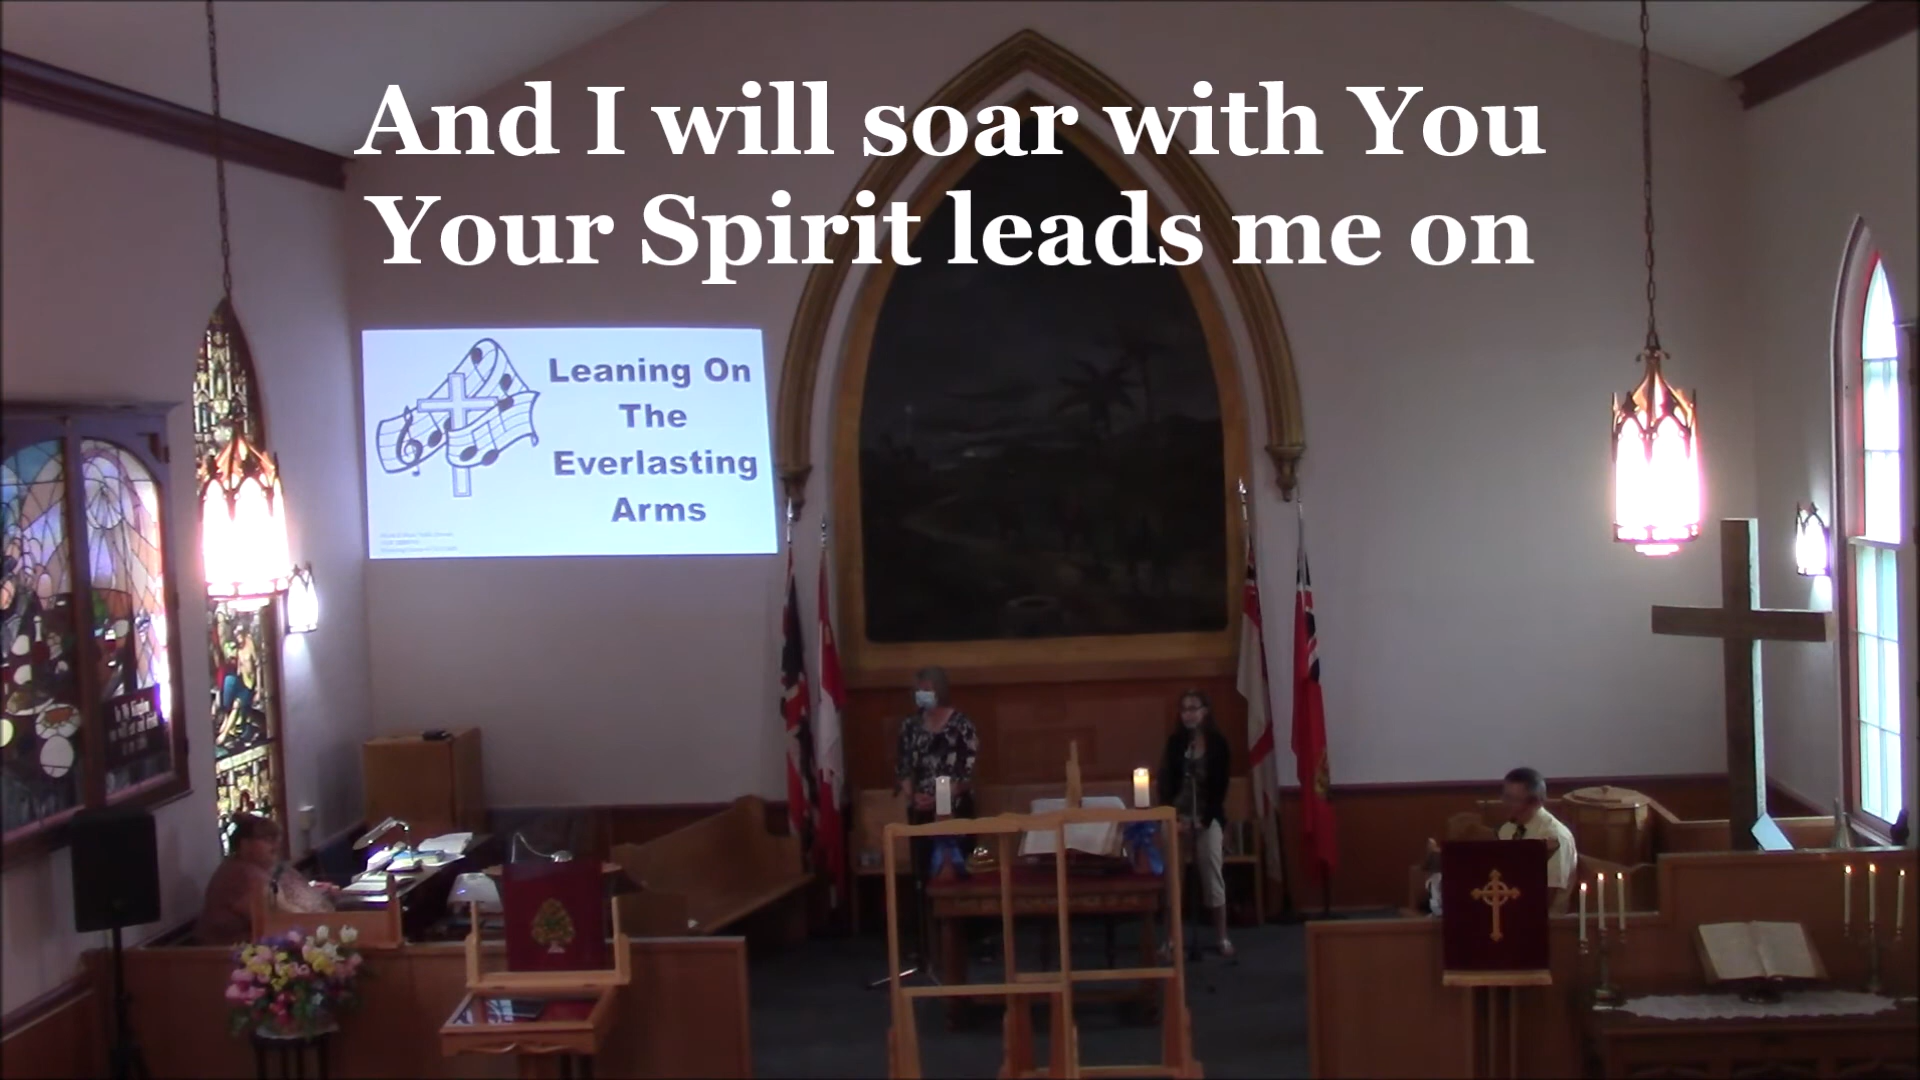 And I will soar with You
Your Spirit leads me on
Leaning On
The
Everlasting
Arms